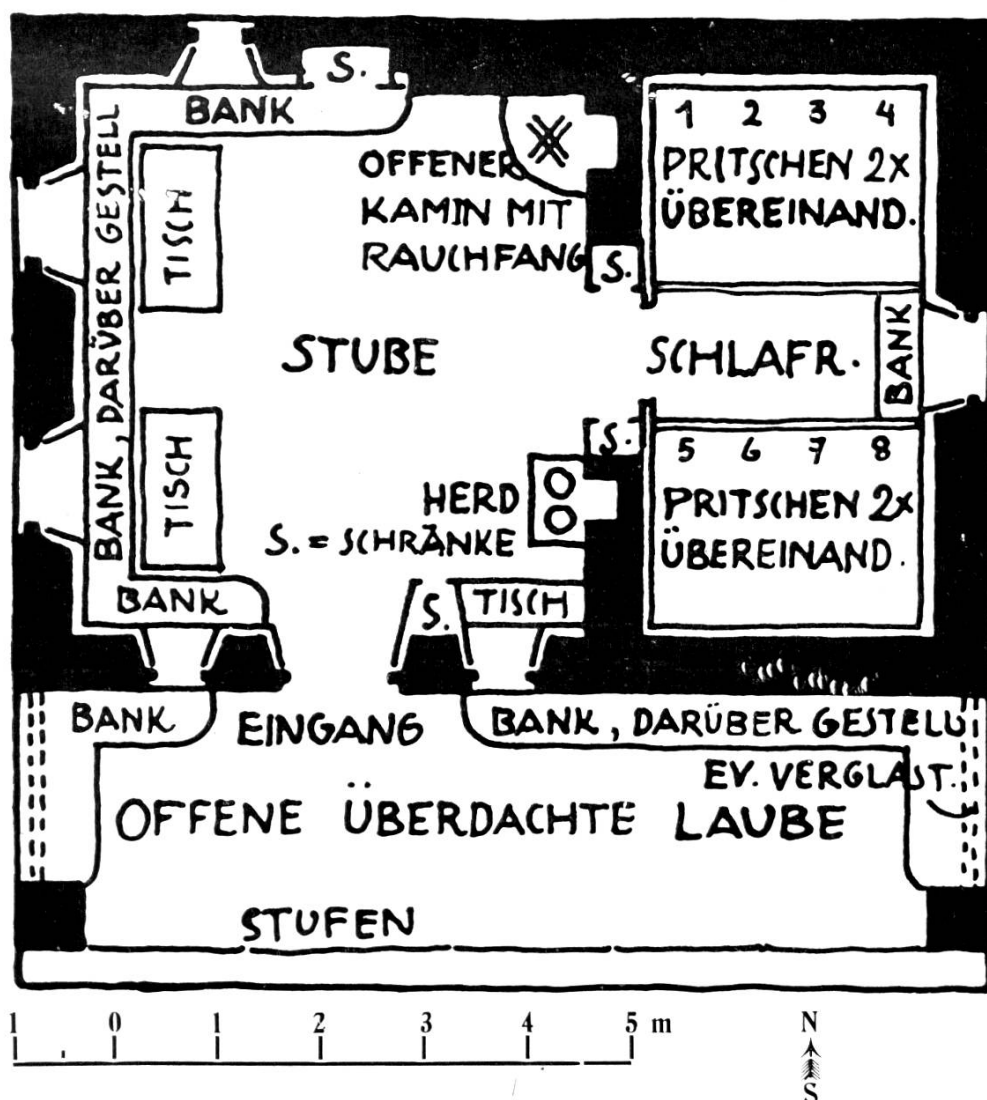 S.
BANK
BANK, DARÜBER GESTELL
TISCH
OFFENER
KAMIN MIT
RAUCHFANG
S.
1 2 3 4
PRITSCHEN 2X
ÜBEREINAND.
STUBE
SCHLAFR.
BANK
TISCH
S.
5 6 7 8
PRITSCHEN 2X
ÜBEREINAND.
HERD
S. = SCHRÄNKE
BANK
S.
TISCH
BANK
EINGANG
BANK, DARÜBER GESTELL
EV. VERGLAST.
OFFENE ÜBERDACHTE LAUBE
STUFEN
1 0 1 2 3 4 5 m
N
S